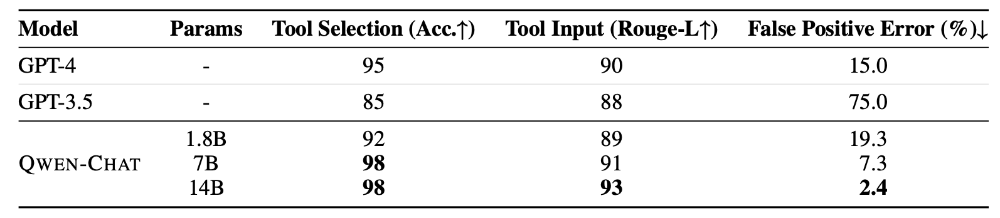 Model Params Tool Selection (Acc.↑) Tool Input (Rouge-L↑) False Positive Error (%)↓
GPT-4 - 95 90 15.0
GPT-3.5 - 85 88 75.0
1.8B 92 89 19.3
QWEN-CHAT 7B 98 91 7.3
14B 98 93 2.4